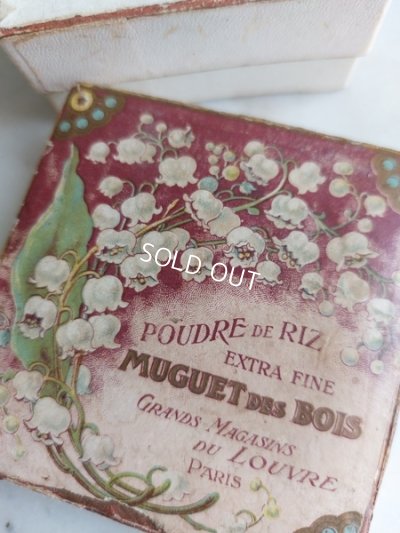 SOLD OUT
POUDRE DE RIZ
EXTRA FINE
MUGUET DES BOIS
GRANDS MAGASINS
DU LOUVRE
PARIS